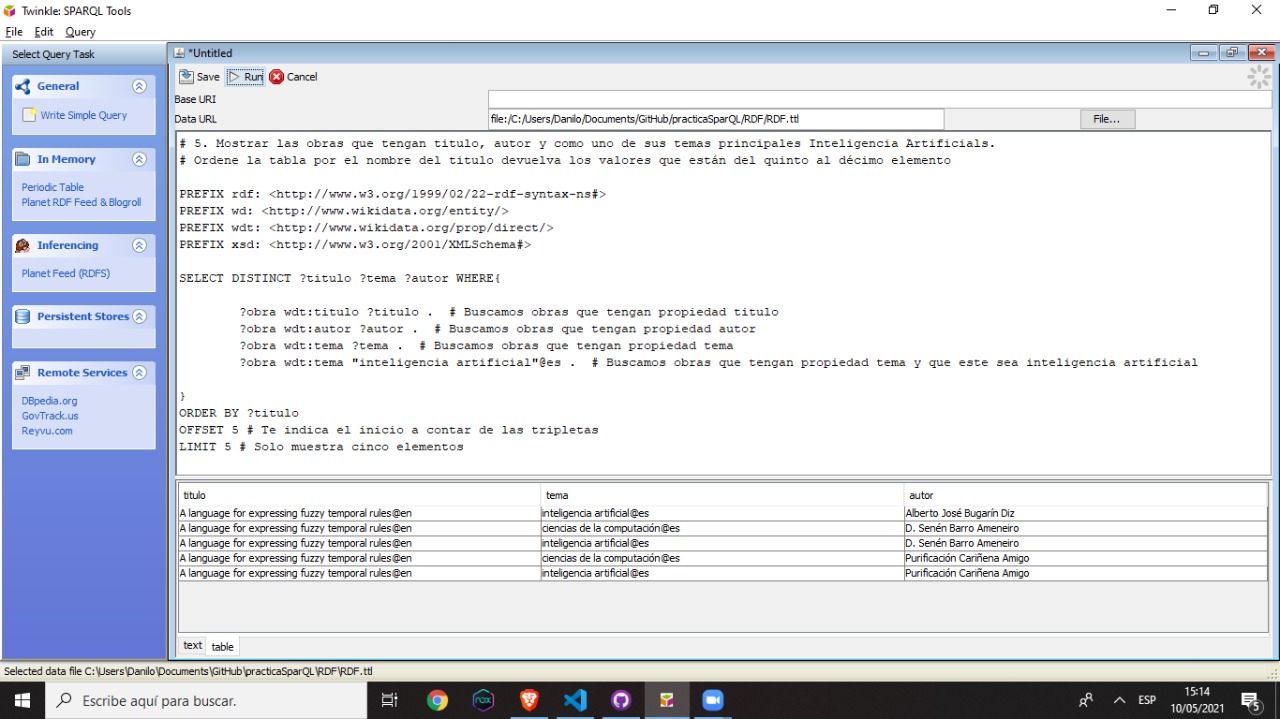 Twinkle: SPARQL Tools
File Edit Query
Select Query Task
General
Write Simple Query
In Memory
Periodic Table
Planet RDF Feed & Blogroll
Inferencing
Planet Feed (RDFS)
Persistent Stores
Remote Services
DBpedia.org
GovTrack.us
Reyvu.com
*Untitled
Save Run Cancel
Base URI
Data URL file:/C:/Users/Danilo/Documents/GitHub/practicaSparQL/RDF/RDF.ttl File...
# 5. Mostrar las obras que tengan titulo, autor y como uno de sus temas principales Inteligencia Artificials.
# Ordene la tabla por el nombre del titulo devuelva los valores que están del quinto al décimo elemento
PREFIX rdf: <http://www.w3.org/1999/02/22-rdf-syntax-ns#>
PREFIX wd: <http://www.wikidata.org/entity/>
PREFIX wdt: <http://www.wikidata.org/prop/direct/>
PREFIX xsd: <http://www.w3.org/2001/XMLSchema#>
SELECT DISTINCT ?titulo ?tema ?autor WHERE{
?obra wdt:titulo ?titulo . # Buscamos obras que tengan propiedad titulo
?obra wdt:autor ?autor . # Buscamos obras que tengan propiedad autor
?obra wdt:tema ?tema . # Buscamos obras que tengan propiedad tema
?obra wdt:tema "inteligencia artificial"@es . # Buscamos obras que tengan propiedad tema y que este sea inteligencia artificial
}
ORDER BY ?titulo
OFFSET 5 # Te indica el inicio a contar de las tripletas
LIMIT 5 # Solo muestra cinco elementos
titulo tema autor
A language for expressing fuzzy temporal rules@en inteligencia artificial@es Alberto José Bugarín Diz
A language for expressing fuzzy temporal rules@en ciencias de la computación@es D. Senén Barro Ameneiro
A language for expressing fuzzy temporal rules@en inteligencia artificial@es D. Senén Barro Ameneiro
A language for expressing fuzzy temporal rules@en ciencias de la computación@es Purificación Cariñena Amigo
A language for expressing fuzzy temporal rules@en inteligencia artificial@es Purificación Cariñena Amigo
text table
Selected data file C:\Users\Danilo\Documents\GitHub\practicaSparQL\RDF\RDF.ttl
Escribe aquí para buscar.
nox
ESP
15:14
10/05/2021
5